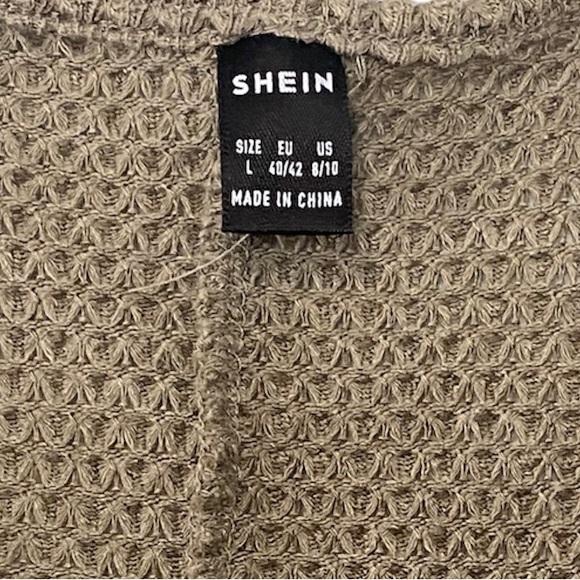 SHEIN
SIZE EU US
L 40/42 8/10
MADE IN CHINA